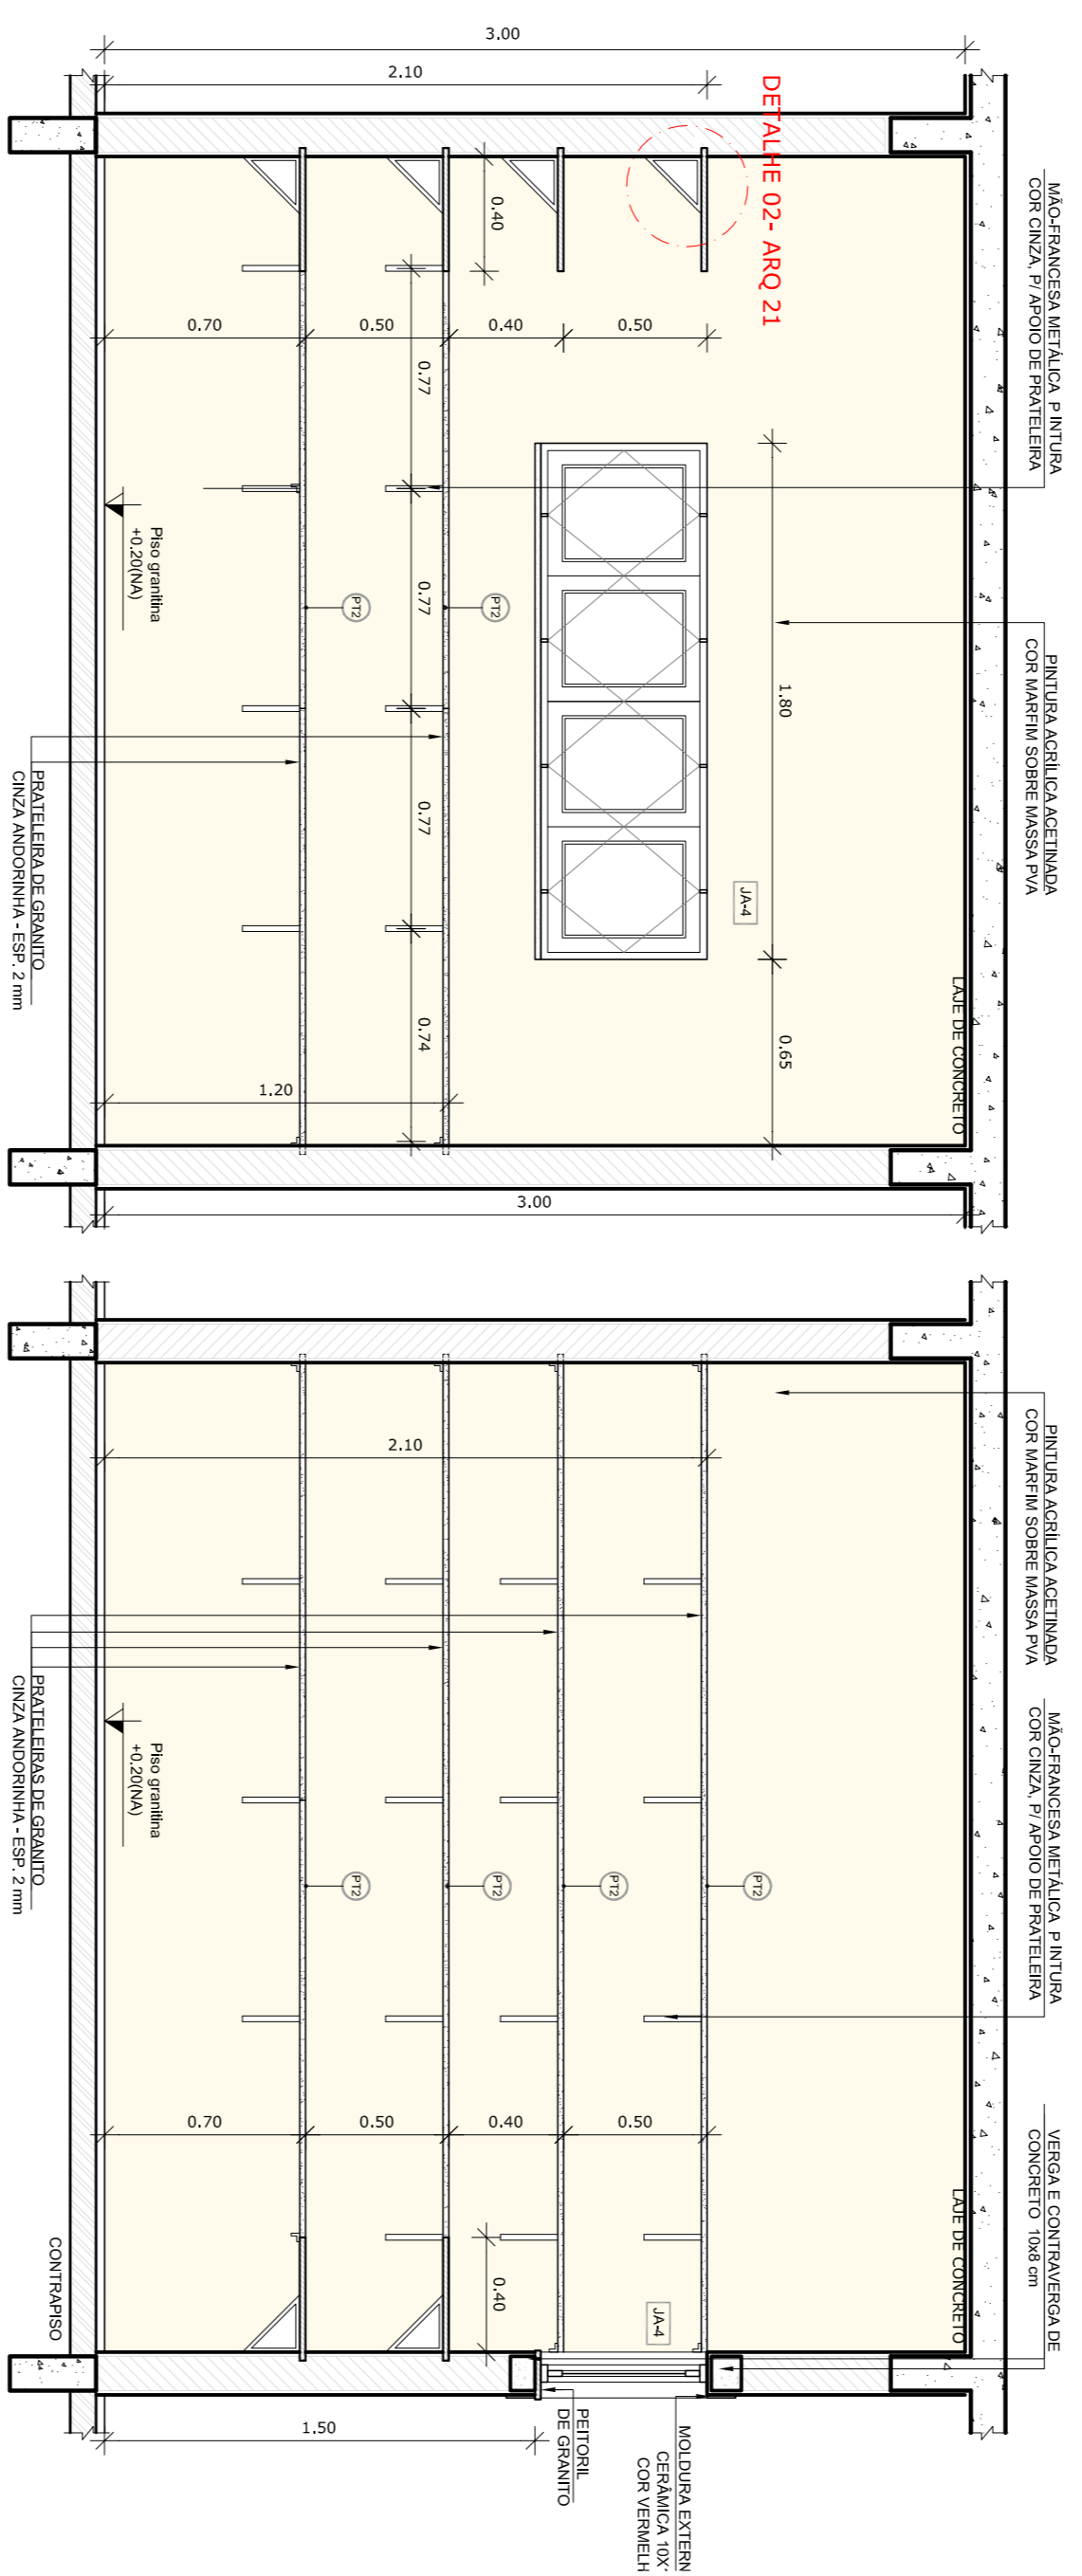 MÃO-FRANCESA METÁLICA P INTURA
COR CINZA, P/ APOIO DE PRATELEIRA
PINTURA ACRÍLICA ACETINADA
COR MARFIM SOBRE MASSA PVA
LAJE DE CONCRETO
3.00
2.10
DETALHE 02- ARQ 21
0.40
0.70
0.50
0.40
0.50
0.77
0.77
0.77
0.74
1.80
0.65
JA-4
PT2
PT2
1.20
3.00
Piso granitina
+0.20(NA)
PRATELEIRA DE GRANITO
CINZA ANDORINHA - ESP. 2 mm
PINTURA ACRÍLICA ACETINADA
COR MARFIM SOBRE MASSA PVA
MÃO-FRANCESA METÁLICA P INTURA
COR CINZA, P/ APOIO DE PRATELEIRA
VERGA E CONTRAVERGA DE
CONCRETO 10x8 cm
LAJE DE CONCRETO
2.10
PT2
PT2
PT2
PT2
0.70
0.50
0.40
0.50
0.40
JA-4
1.50
Piso granitina
+0.20(NA)
PRATELEIRAS DE GRANITO
CINZA ANDORINHA - ESP. 2 mm
CONTRAPISO
PEITORIL
DE GRANITO
MOLDURA EXTERN
CERÂMICA 10X
COR VERMELH